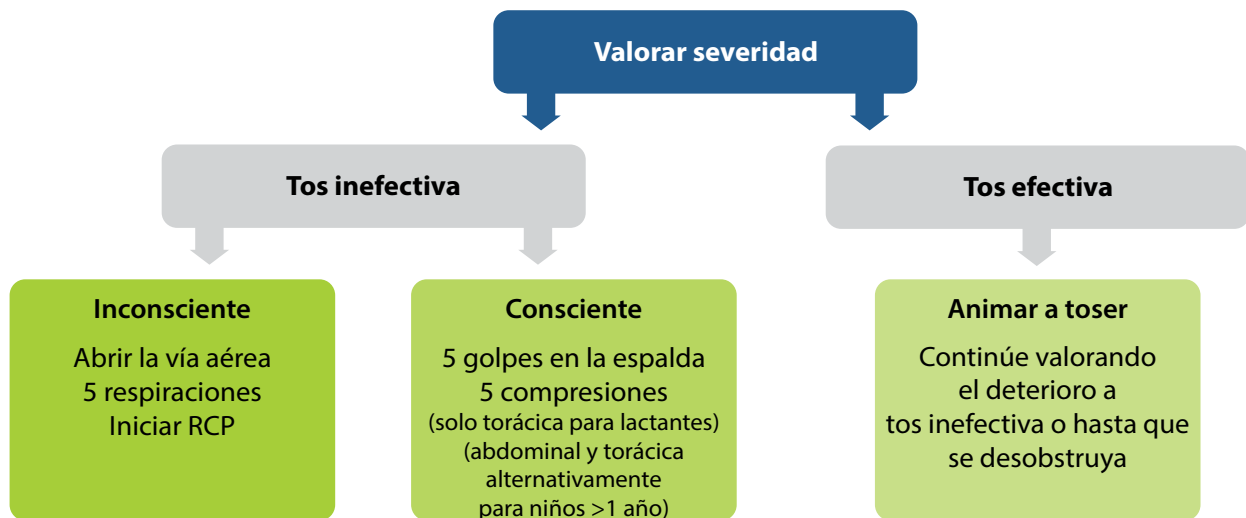 Valorar severidad
Tos inefectiva
Tos efectiva
Inconsciente
Abrir la vía aérea
5 respiraciones
Iniciar RCP
Consciente
5 golpes en la espalda
5 compresiones
(solo torácica para lactantes)
(abdominal y torácica
alternativamente
para niños >1 año)
Animar a toser
Continúe valorando
el deterioro a
tos inefectiva o hasta que
se desobstruya